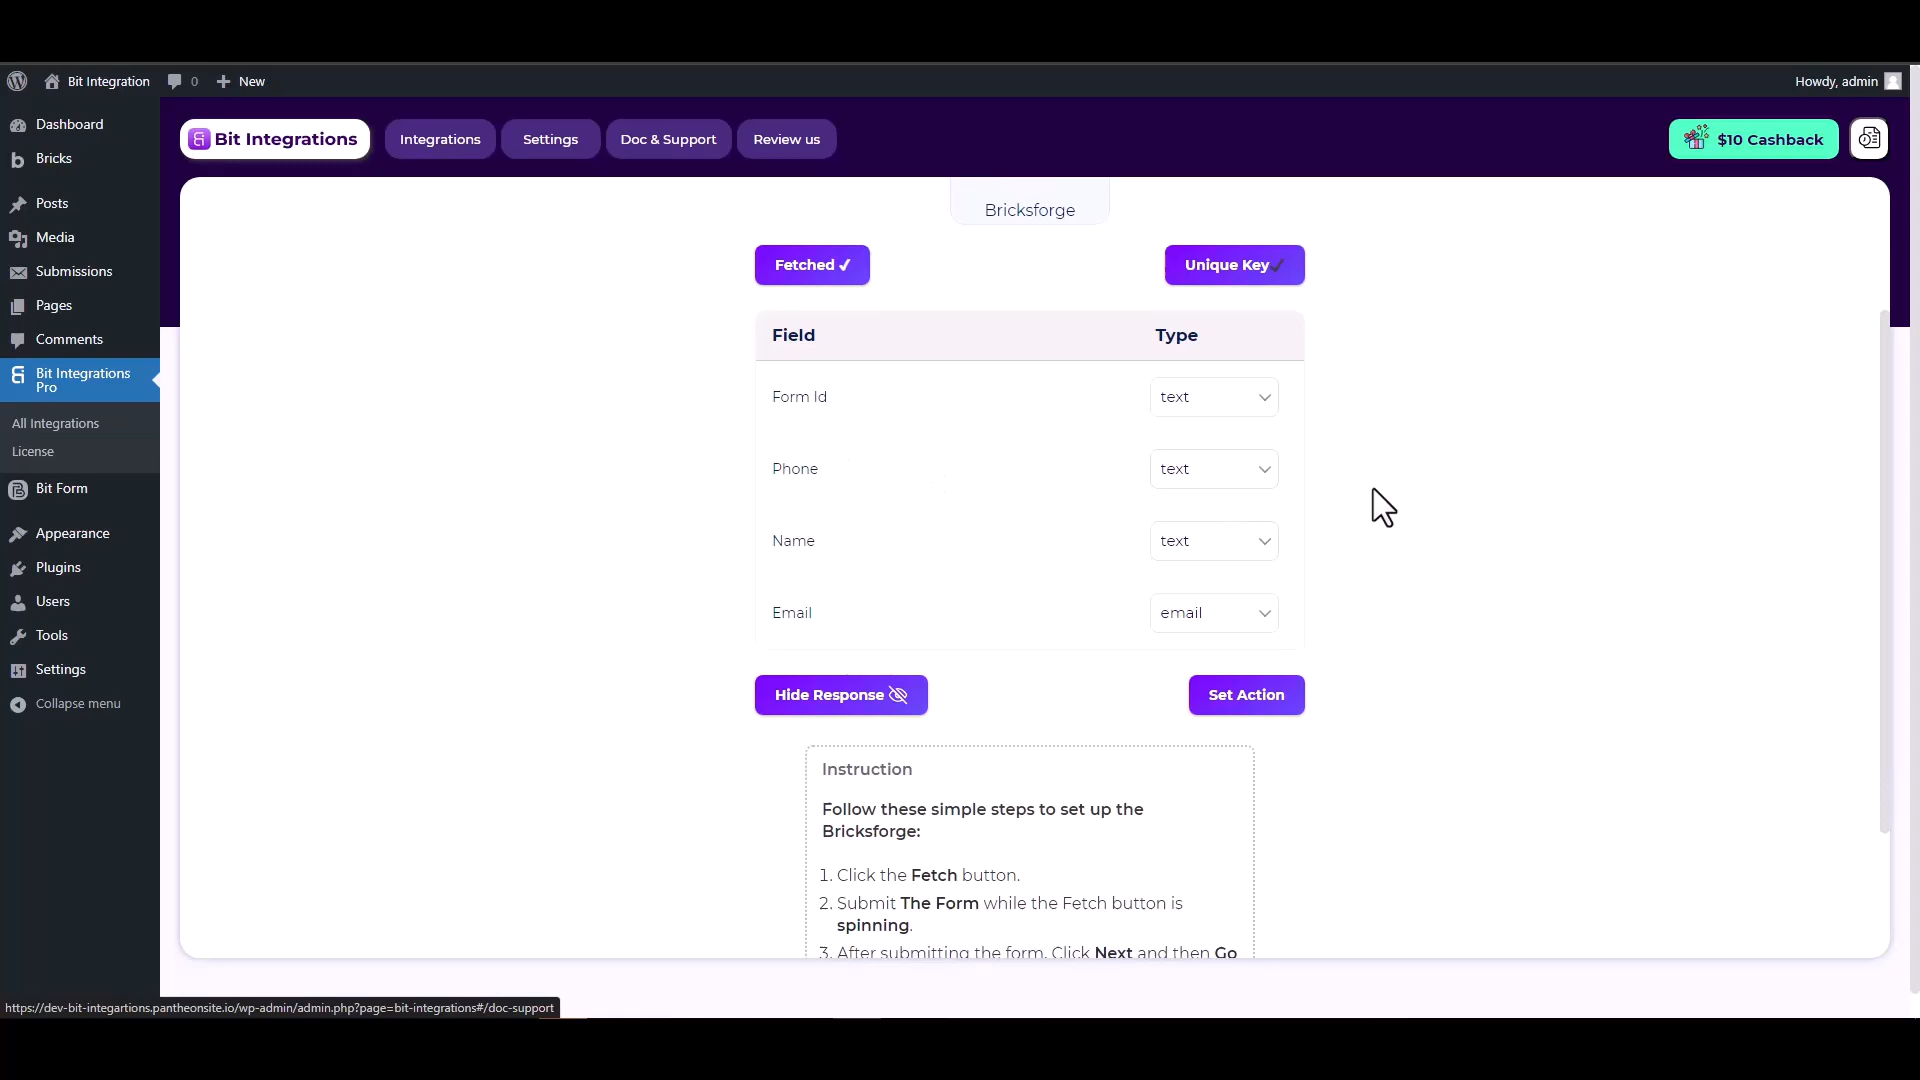 Bit Integration
0
New
Howdy, admin
Dashboard
Bricks
Posts
Media
Submissions
Pages
Comments
Bit Integrations
Pro
All Integrations
License
Bit Form
Appearance
Plugins
Users
Tools
Settings
Collapse menu
Bit Integrations
Integrations
Settings
Doc & Support
Review us
$10 Cashback
Bricksforge
Fetched ✓
Unique Key ✓
Field Type
Form Id text
Phone text
Name text
Email email
Hide Response
Set Action
Instruction
Follow these simple steps to set up the
Bricksforge:
1. Click the Fetch button.
2. Submit The Form while the Fetch button is
spinning.
3. After submitting the form, Click Next and then Go
https://dev-bit-integartions.pantheonsite.io/wp-admin/admin.php?page=bit-integrations#/doc-support